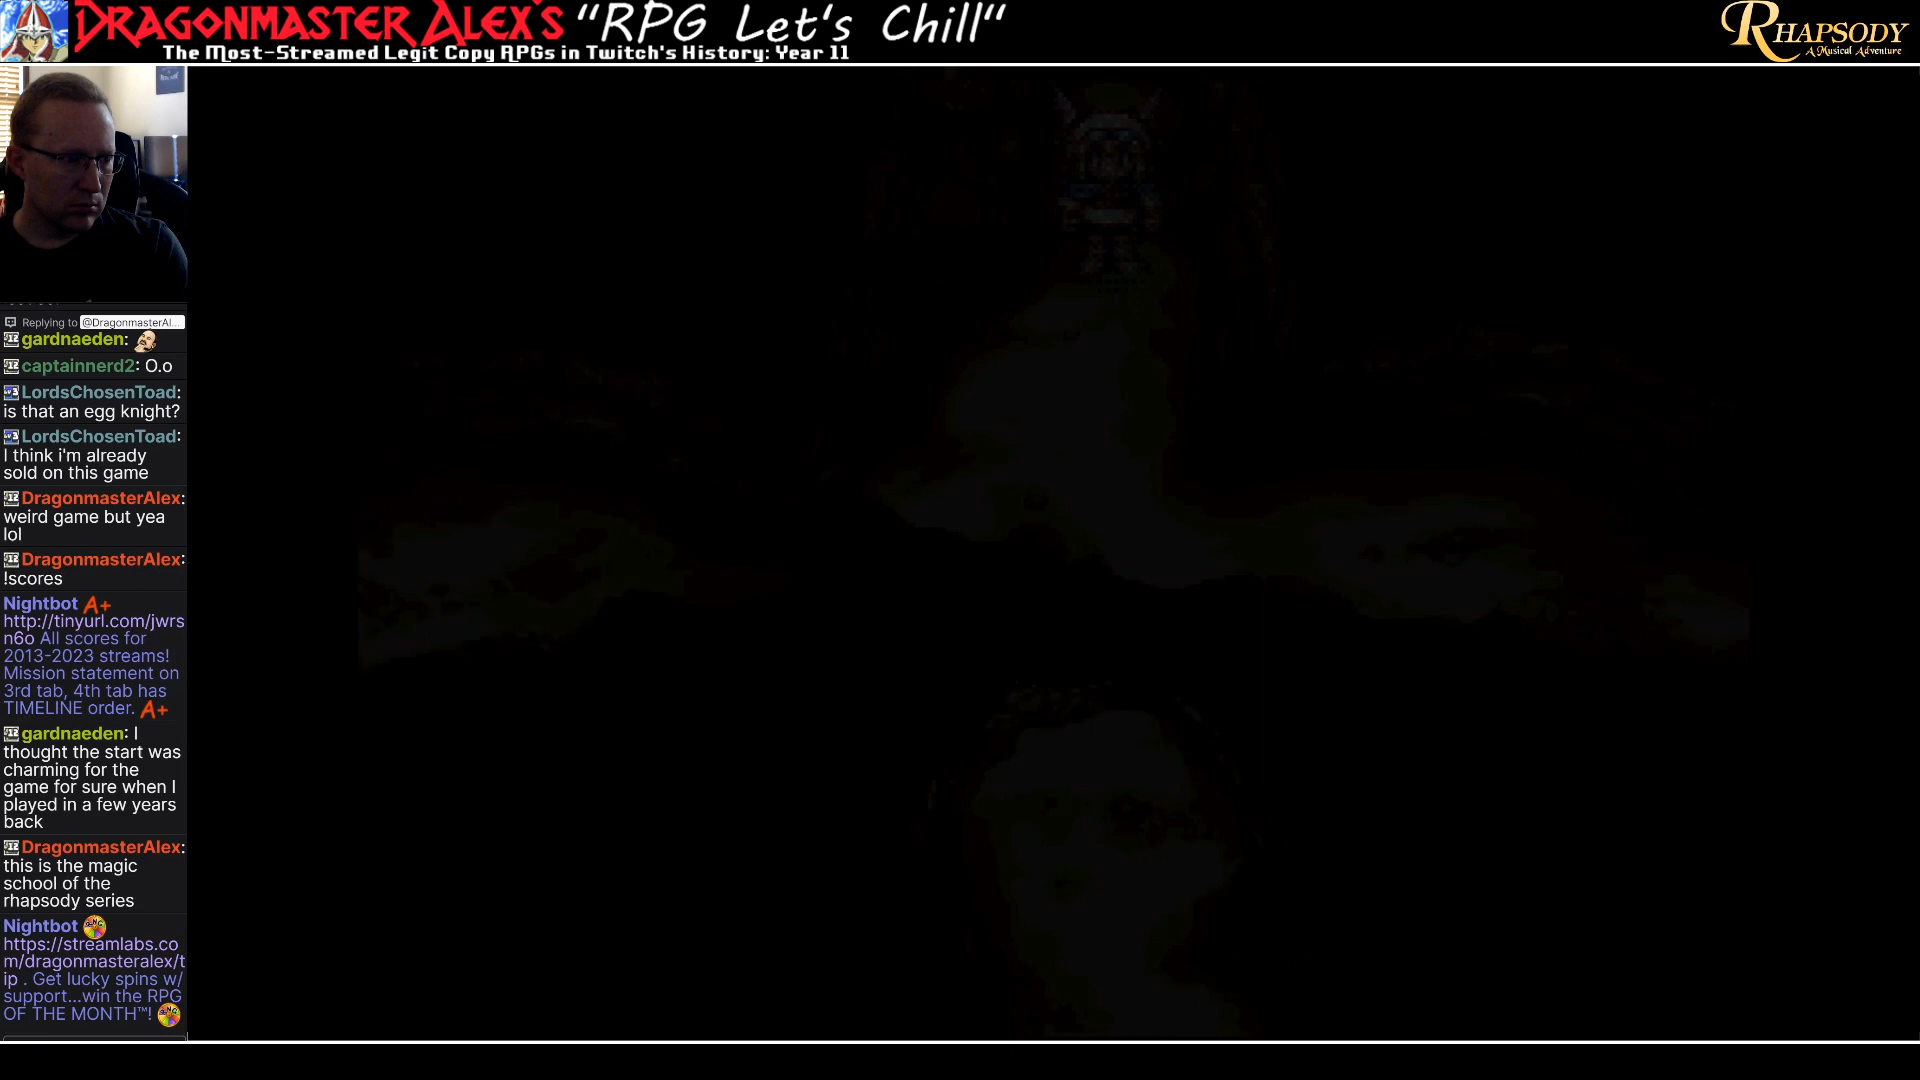 DRAGONMASTER ALEX'S "RPG Let's Chill"
The Most-Streamed Legit Copy RPGs in Twitch's History: Year 11
RHAPSODY
A Musical Adventure
Replying to @DragonmasterAl...
gardnaeden:
captainnerd2: O.o
LordsChosenToad:
is that an egg knight?
LordsChosenToad:
I think i'm already
sold on this game
DragonmasterAlex:
weird game but yea
lol
DragonmasterAlex:
!scores
Nightbot A+
http://tinyurl.com/jwrs
n6o All scores for
2013-2023 streams!
Mission statement on
3rd tab, 4th tab has
TIMELINE order. A+
gardnaeden: I
thought the start was
charming for the
game for sure when I
played in a few years
back
DragonmasterAlex:
this is the magic
school of the
rhapsody series
Nightbot
https://streamlabs.co
m/dragonmasteralex/t
ip . Get lucky spins w/
support...win the RPG
OF THE MONTH™!